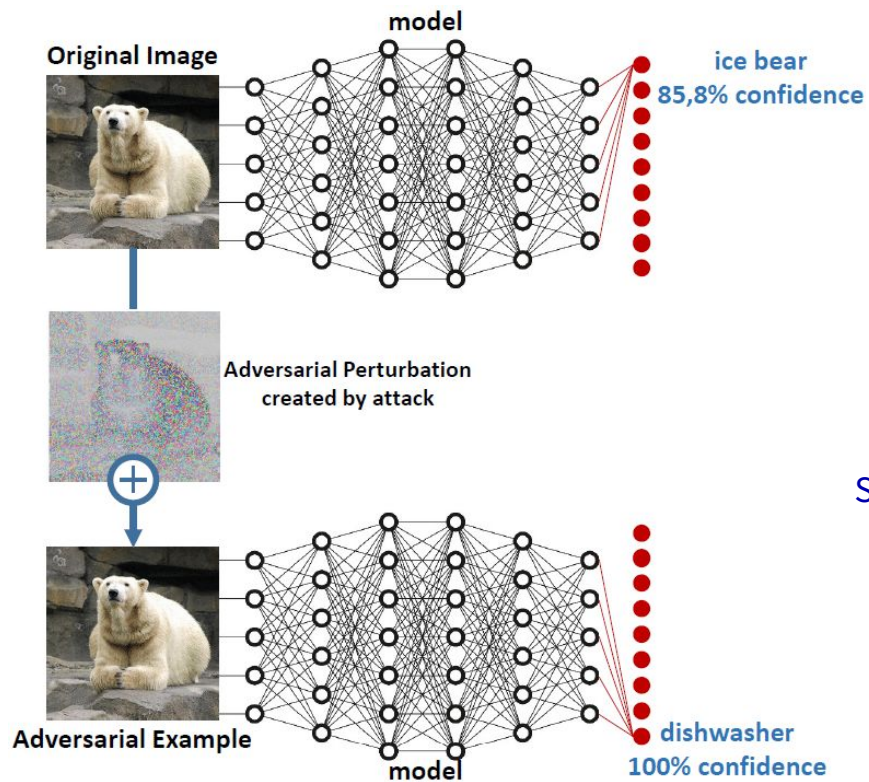 model
Original Image
ice bear
85,8% confidence
Adversarial Perturbation
created by attack
S
Adversarial Example
model
dishwasher
100% confidence